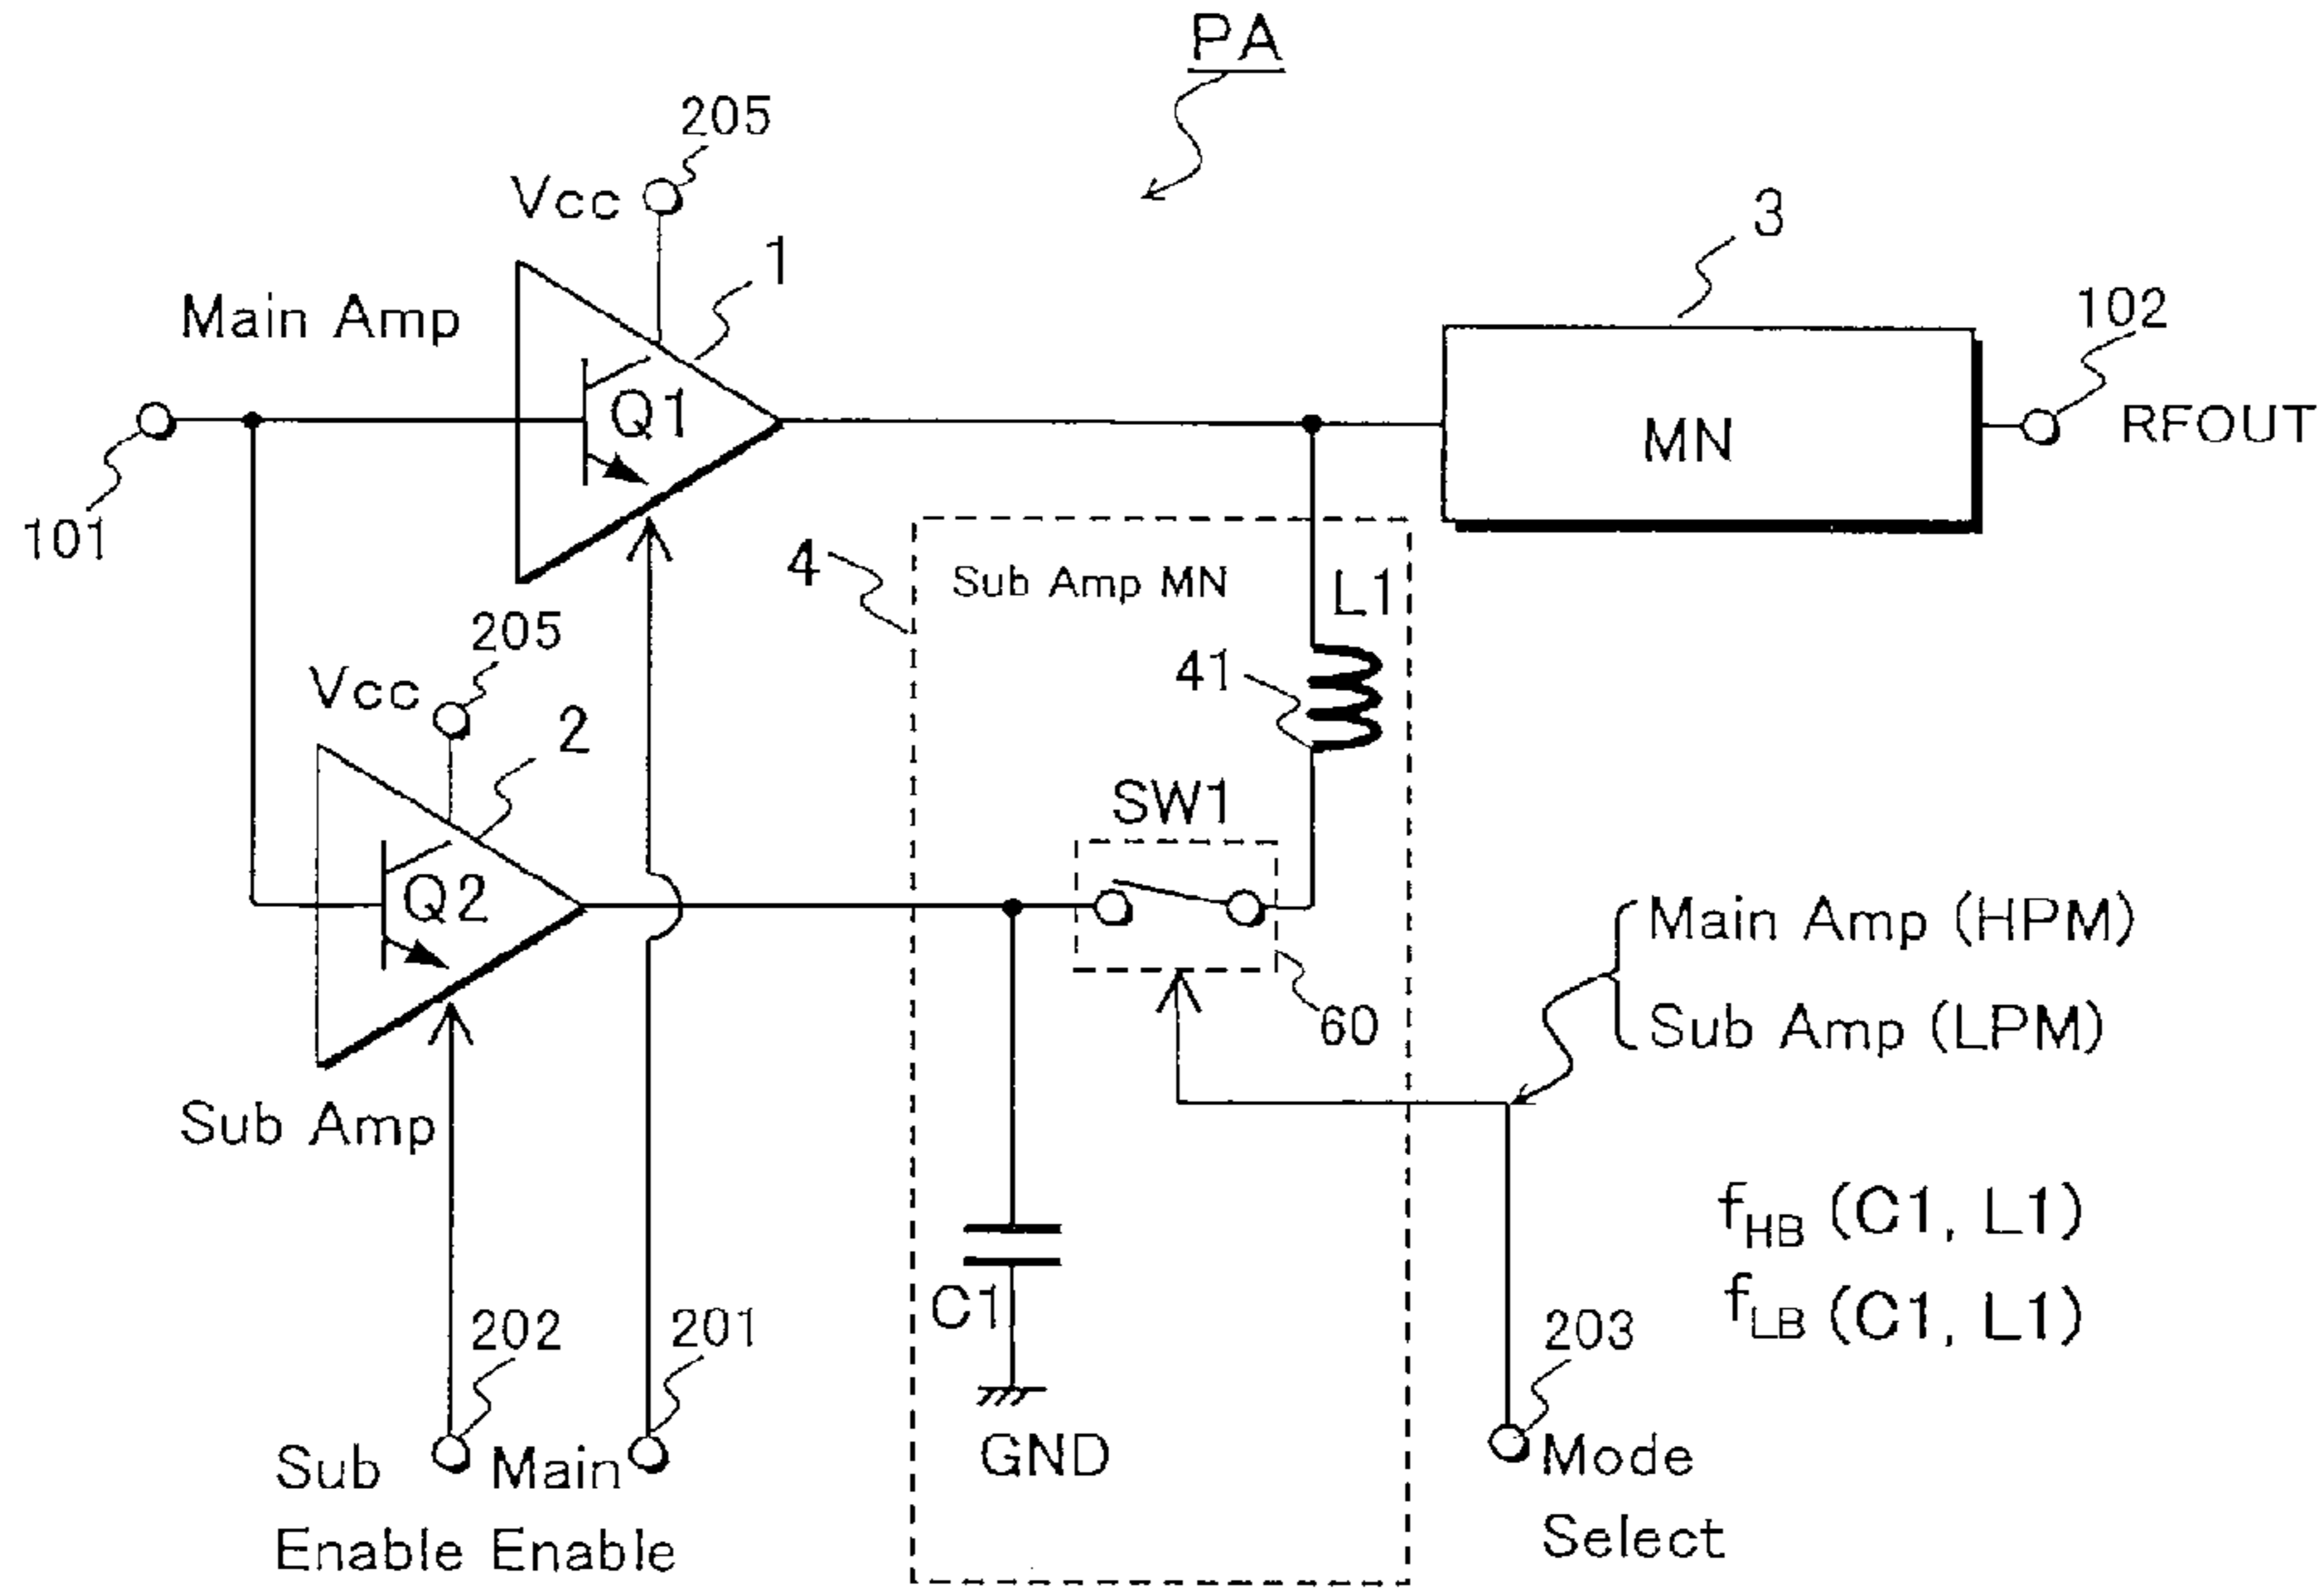 PA
205
Vcc
1
3
Main Amp
102
Q1
MN
RFOUT
101
4
Sub Amp MN
L1
205
Vcc
41
2
SW1
Q2
Main Amp (HPM)
60
Sub Amp (LPM)
Sub Amp
fHB (C1, L1)
C1
fLB (C1, L1)
202
201
203
GND
Sub
Main
Mode
Enable
Enable
Select